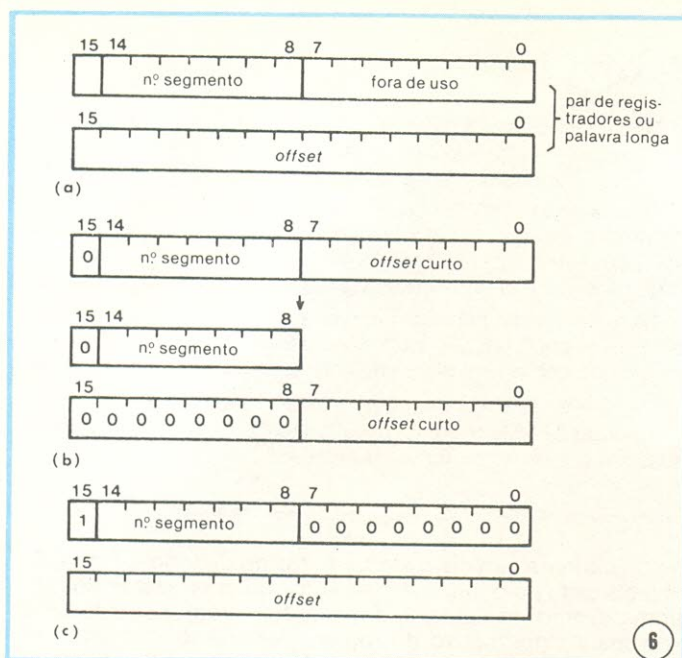 15 14 8 7 0
nº segmento fora de uso
15 0
par de regis-
tradores ou
palavra longa
offset
(a)
15 14 8 7 0
0 nº segmento offset curto
15 14 8
0 nº segmento
15 8 7 0
0 0 0 0 0 0 0 0 offset curto
(b)
15 14 8 7 0
1 nº segmento 0 0 0 0 0 0 0 0
15 0
offset
(c)
6